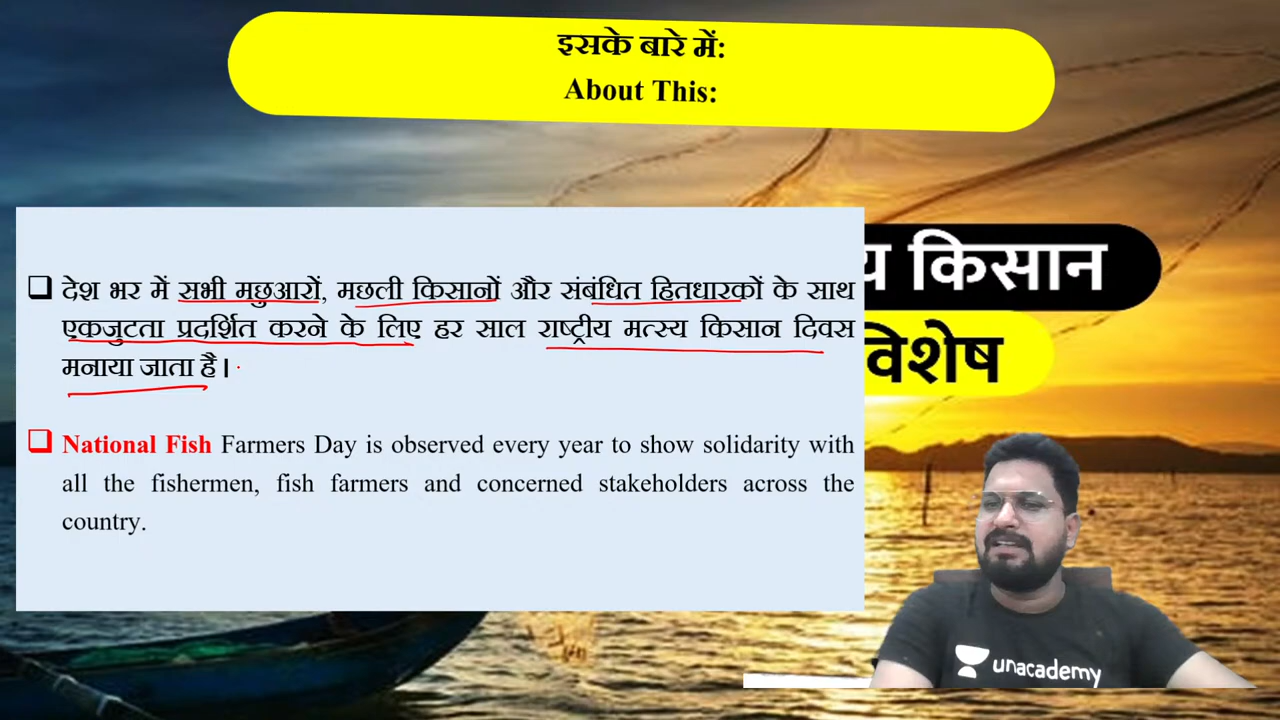 इसके बारे में:
About This:
य किसान
विशेष
❑ देश भर में सभी मछुआरों, मछली किसानों और संबंधित हितधारकों के साथ
एकजुटता प्रदर्शित करने के लिए हर साल राष्ट्रीय मत्स्य किसान दिवस
मनाया जाता है।
❑ National Fish Farmers Day is observed every year to show solidarity with
all the fishermen, fish farmers and concerned stakeholders across the
country.
unacademy